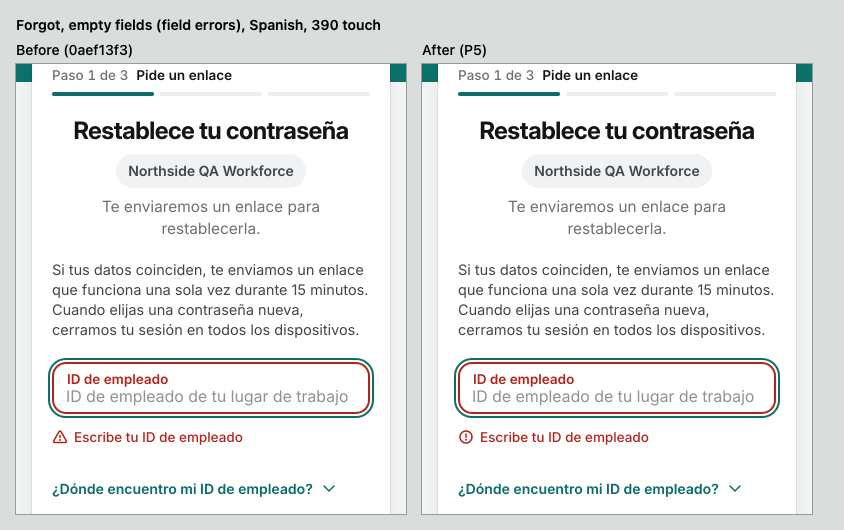 Forgot, empty fields (field errors), Spanish, 390 touch
Before (0aef13f3)
Paso 1 de 3 Pide un enlace
Restablece tu contraseña
Northside QA Workforce
Te enviaremos un enlace para
restablecerla.
Si tus datos coinciden, te enviamos un enlace
que funciona una sola vez durante 15 minutos.
Cuando elijas una contraseña nueva,
cerramos tu sesión en todos los dispositivos.
ID de empleado
ID de empleado de tu lugar de trabajo
Escribe tu ID de empleado
¿Dónde encuentro mi ID de empleado?
After (P5)
Paso 1 de 3 Pide un enlace
Restablece tu contraseña
Northside QA Workforce
Te enviaremos un enlace para
restablecerla.
Si tus datos coinciden, te enviamos un enlace
que funciona una sola vez durante 15 minutos.
Cuando elijas una contraseña nueva,
cerramos tu sesión en todos los dispositivos.
ID de empleado
ID de empleado de tu lugar de trabajo
Escribe tu ID de empleado
¿Dónde encuentro mi ID de empleado?